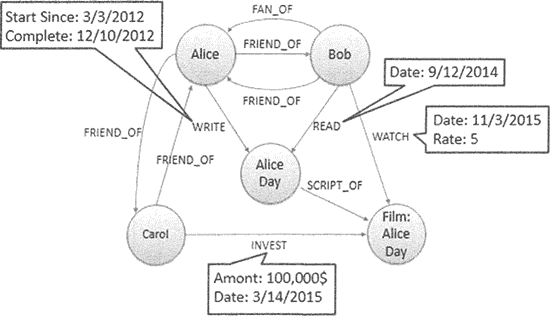 FAN_OF
Start Since: 3/3/2012
Complete: 12/10/2012
Alice
FRIEND_OF
Bob
Date: 9/12/2014
FRIEND_OF
Date: 11/3/2015
Rate: 5
FRIEND_OF
WRITE
READ
WATCH
FRIEND_OF
Alice
Day
SCRIPT_OF
Carol
Film:
Alice
Day
INVEST
Amont: 100,000$
Date: 3/14/2015